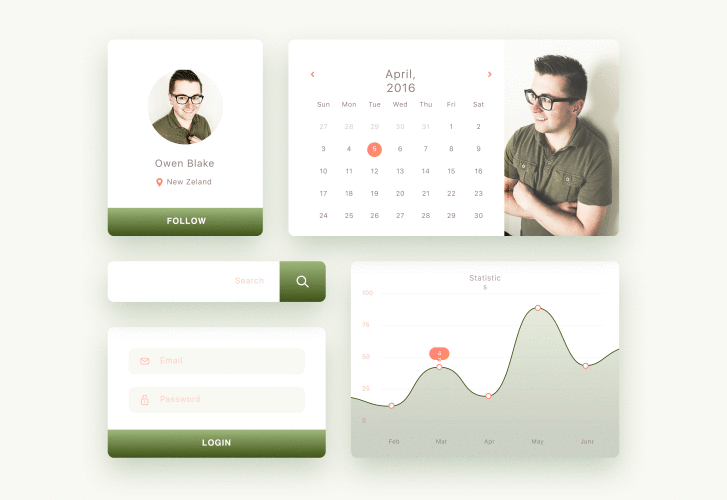 Owen Blake
New Zeland
FOLLOW
April,
2016
Sun Mon Tue Wed Thu Fri Sat
27 28 29 30 31 1 2
3 4 5 6 7 8 9
10 11 12 13 14 15 16
17 18 19 20 21 22 23
24 25 26 27 28 29 30
Search
Email
Password
LOGIN
Statistic
s
100
75
50
25
0
4
Feb Mar Apr May Juni